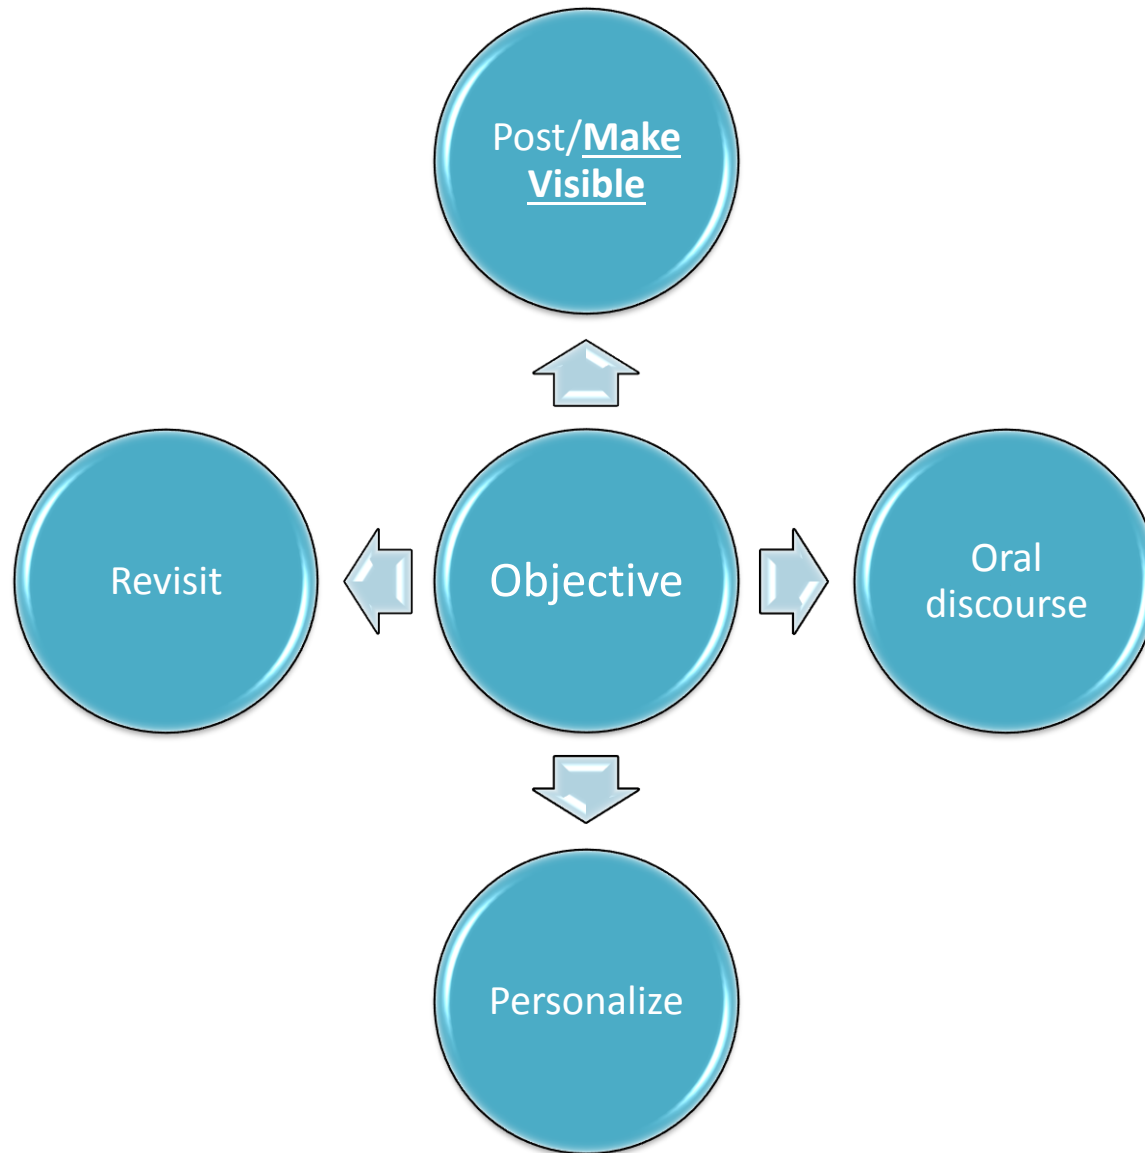 Post/Make
Visible
Revisit
Objective
Oral
discourse
Personalize